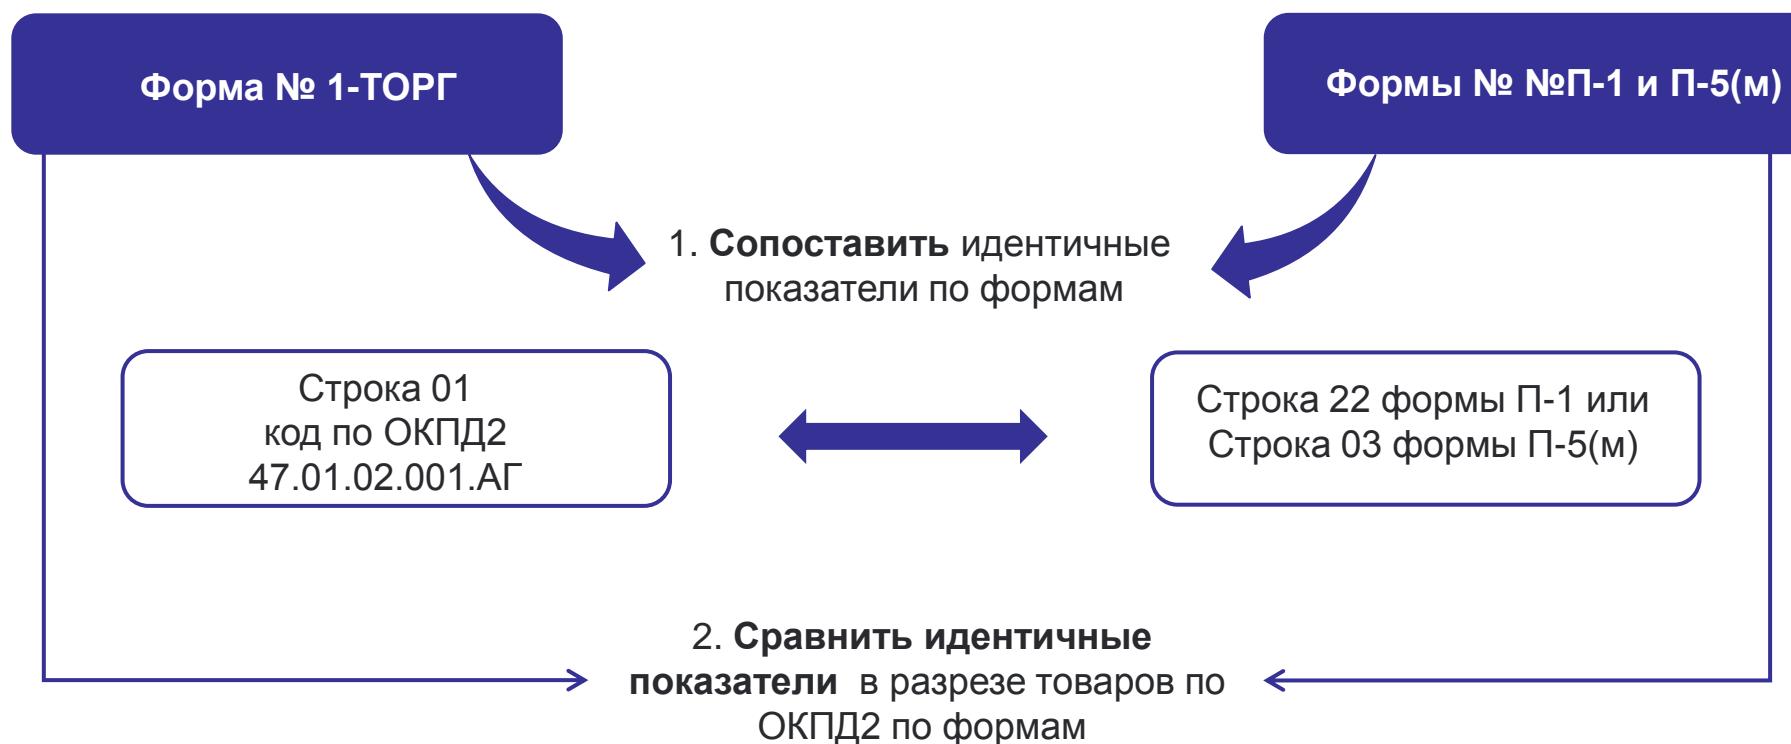 Форма № 1-ТОРГ
Формы № №П-1 и П-5(м)
1. Сопоставить идентичные
показатели по формам
Строка 01
код по ОКПД2
47.01.02.001.АГ
Строка 22 формы П-1 или
Строка 03 формы П-5(м)
2. Сравнить идентичные
показатели в разрезе товаров по
ОКПД2 по формам